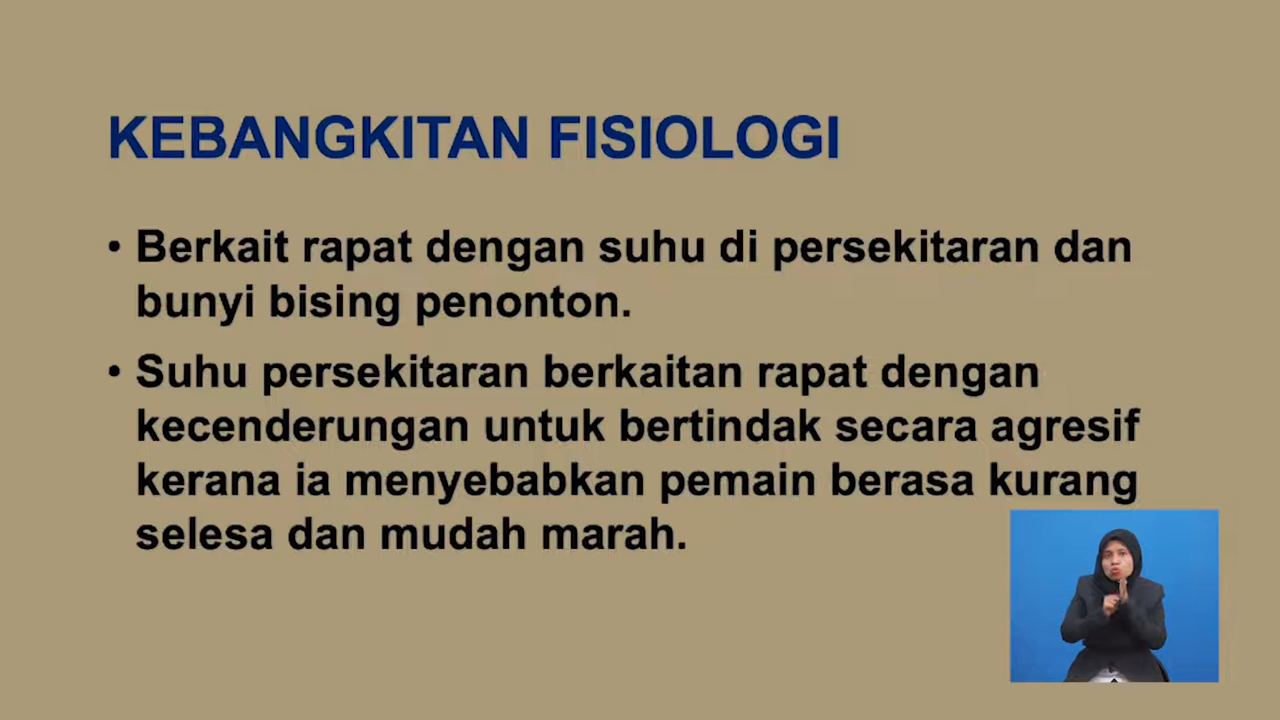 KEBANGKITAN FISIOLOGI
• Berkait rapat dengan suhu di persekitaran dan
bunyi bising penonton.
• Suhu persekitaran berkaitan rapat dengan
kecenderungan untuk bertindak secara agresif
kerana ia menyebabkan pemain berasa kurang
selesa dan mudah marah.